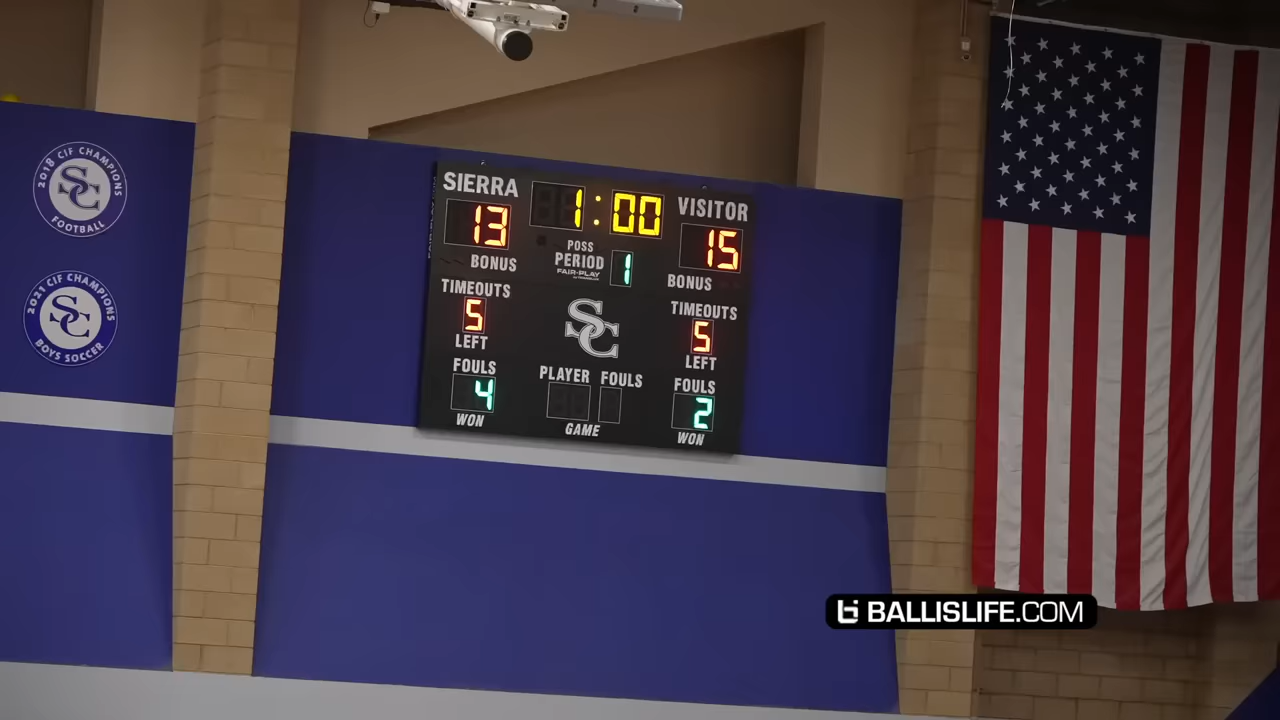 2018 CIF CHAMPIONS
SC
FOOTBALL
2021 CIF CHAMPIONS
SC
BOYS SOCCER
SIERRA
1:00
VISITOR
13
15
POSS
PERIOD
1
FAIR-PLAY
BONUS
BONUS
TIMEOUTS
5
LEFT
SC
TIMEOUTS
5
LEFT
FOULS
4
WON
PLAYER FOULS
GAME
FOULS
2
WON
BALLISLIFE.COM